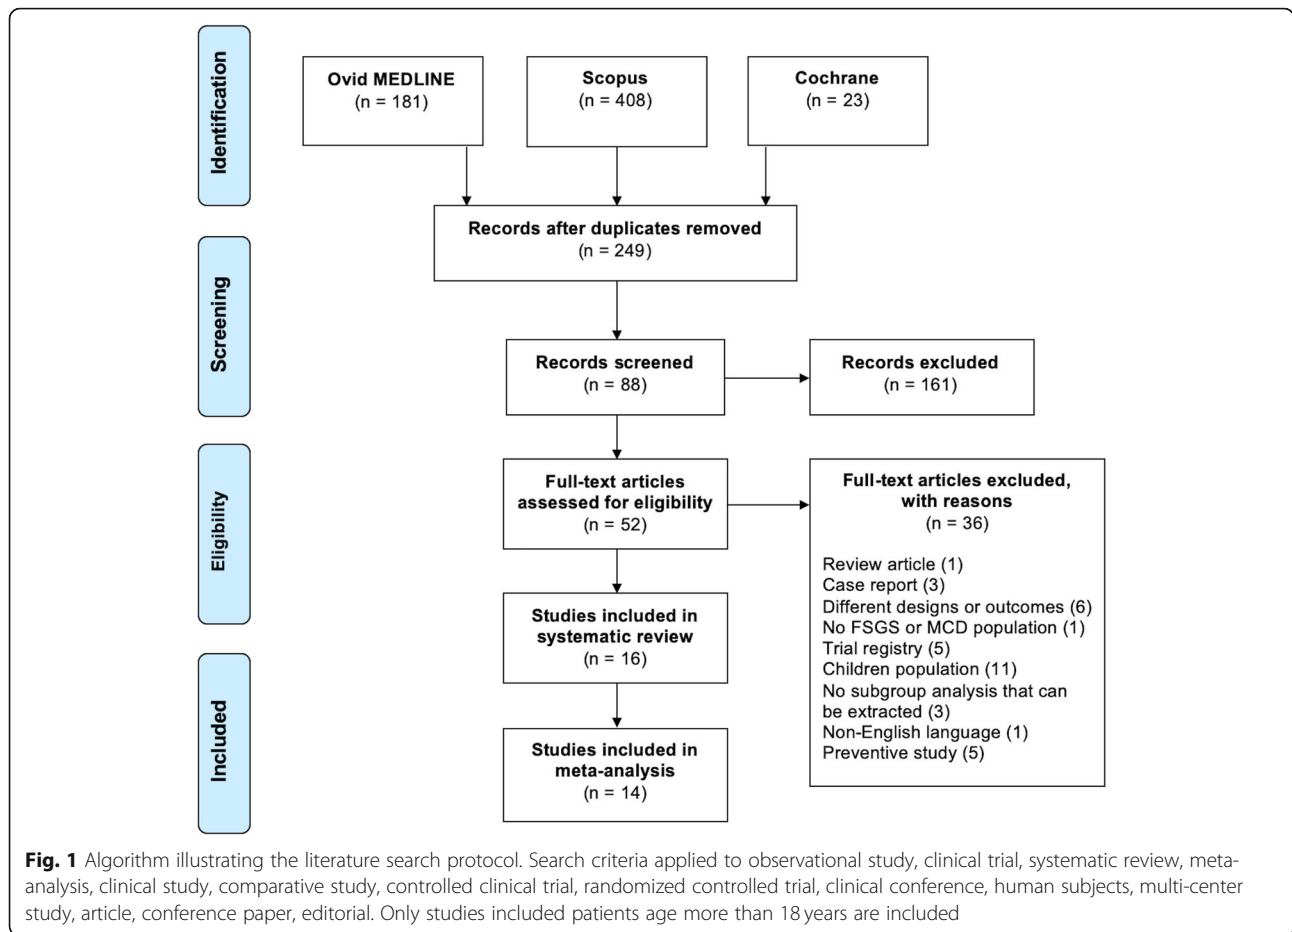 Identification
Ovid MEDLINE
(n = 181)
Scopus
(n = 408)
Cochrane
(n = 23)
Records after duplicates removed
(n = 249)
Screening
Records screened
(n = 88)
Records excluded
(n = 161)
Eligibility
Full-text articles
assessed for eligibility
(n = 52)
Full-text articles excluded,
with reasons
(n = 36)
Review article (1)
Case report (3)
Different designs or outcomes (6)
No FSGS or MCD population (1)
Trial registry (5)
Children population (11)
No subgroup analysis that can
be extracted (3)
Non-English language (1)
Preventive study (5)
Studies included in
systematic review
(n = 16)
Included
Studies included in
meta-analysis
(n = 14)
Fig. 1 Algorithm illustrating the literature search protocol. Search criteria applied to observational study, clinical trial, systematic review, meta-
analysis, clinical study, comparative study, controlled clinical trial, randomized controlled trial, clinical conference, human subjects, multi-center
study, article, conference paper, editorial. Only studies included patients age more than 18 years are included